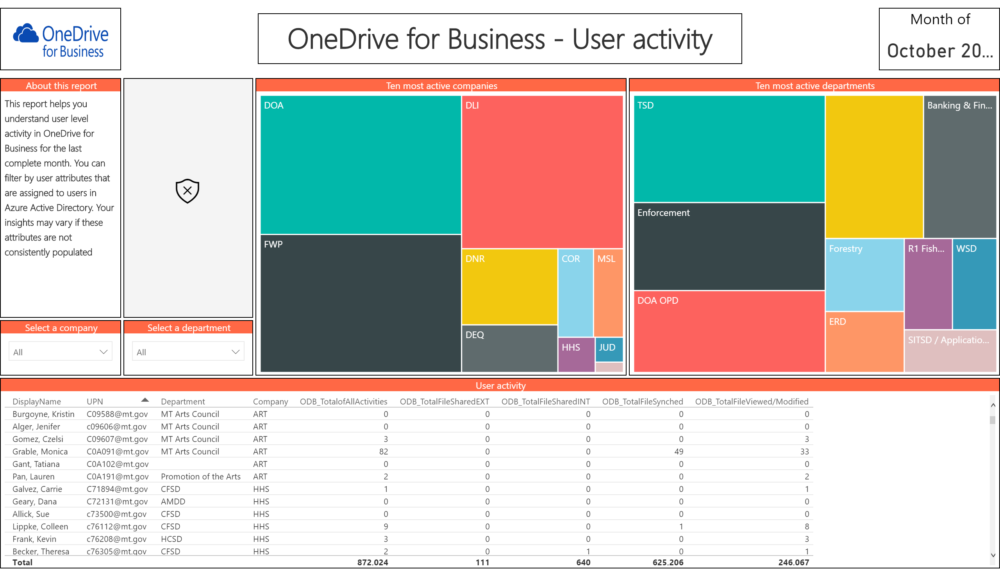 OneDrive
for Business
OneDrive for Business - User activity
Month of
October 20...
About this report
This report helps you
understand user level
activity in OneDrive for
Business for the last
complete month. You can
filter by user attributes that
are assigned to users in
Azure Active Directory. Your
insights may vary if these
attributes are not
consistently populated
Select a company
All
Select a department
All
Ten most active companies
DOA
DLI
FWP
DNR
COR
MSL
DEQ
HHS
JUD
Ten most active departments
TSD
Banking & Fin...
Enforcement
Forestry
R1 Fish...
WSD
DOA OPD
ERD
SITSD / Applicatio...
User activity
DisplayName UPN Department Company ODB_TotalofAllActivities ODB_TotalFileSharedEXT ODB_TotalFileSharedINT ODB_TotalFileSynched ODB_TotalFileViewed/Modified
Burgoyne, Kristin C09588@mt.gov MT Arts Council ART 0 0 0 0 0
Alger, Jenifer c09606@mt.gov MT Arts Council ART 0 0 0 0 0
Gomez, Czelsi C09607@mt.gov MT Arts Council ART 3 0 0 0 3
Grable, Monica C0A091@mt.gov MT Arts Council ART 82 0 0 49 33
Gant, Tatiana C0A102@mt.gov ART 0 0 0 0 0
Pan, Lauren C0A191@mt.gov Promotion of the Arts ART 2 0 0 0 2
Galvez, Carrie C71894@mt.gov CFSD HHS 1 0 0 0 1
Geary, Dana C72131@mt.gov AMDD HHS 0 0 0 0 0
Allick, Sue c73500@mt.gov CFSD HHS 0 0 0 0 0
Lippke, Colleen c76112@mt.gov CFSD HHS 9 0 0 1 8
Frank, Kevin c76208@mt.gov HCSD HHS 3 0 0 0 3
Becker, Theresa c76305@mt.gov CFSD HHS 2 0 1 0 1
Total 872.024 111 640 625.206 246.067